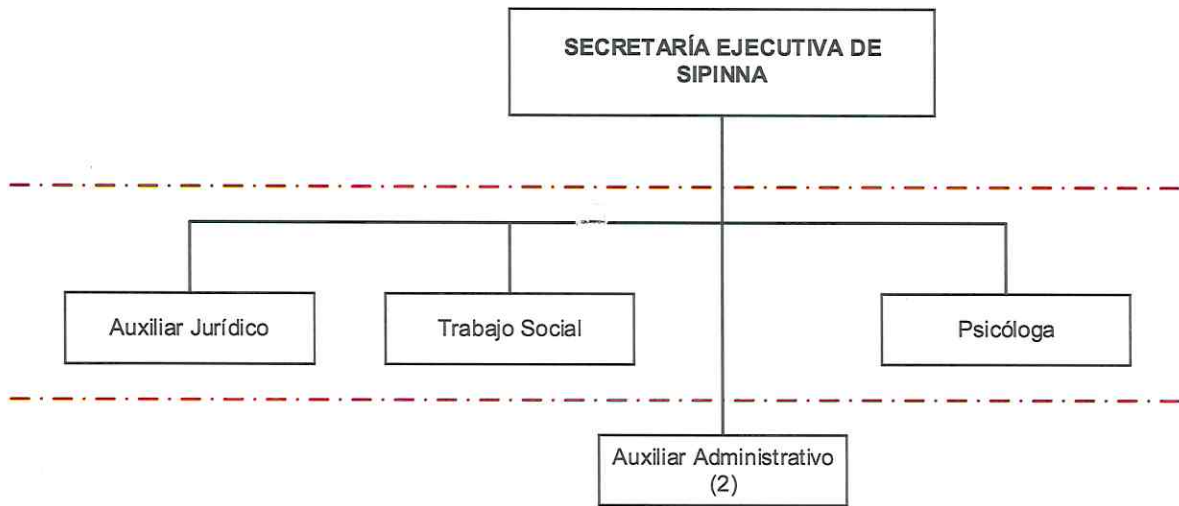 SECRETARÍA EJECUTIVA DE
SIPINNA
Auxiliar Jurídico
Trabajo Social
Psicóloga
Auxiliar Administrativo
(2)